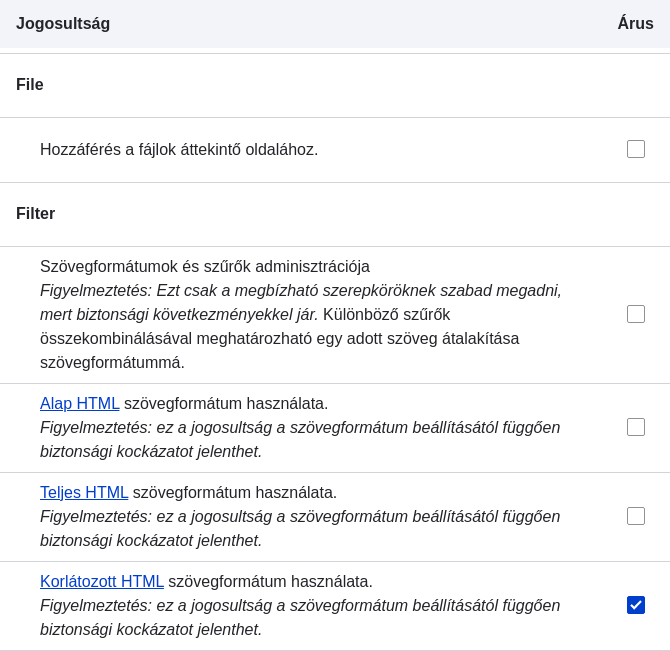 Jogosultság Árus
File
Hozzáférés a fájlok áttekintő oldalához.
Filter
Szövegformátumok és szűrők adminisztrációja
Figyelmeztetés: Ezt csak a megbízható szerepköröknek szabad megadni,
mert biztonsági következményekkel jár. Különböző szűrők
összekombinálásával meghatározható egy adott szöveg átalakítása
szövegformátummá.
Alap HTML szövegformátum használata.
Figyelmeztetés: ez a jogosultság a szövegformátum beállításától függően
biztonsági kockázatot jelenthet.
Teljes HTML szövegformátum használata.
Figyelmeztetés: ez a jogosultság a szövegformátum beállításától függően
biztonsági kockázatot jelenthet.
Korlátozott HTML szövegformátum használata.
Figyelmeztetés: ez a jogosultság a szövegformátum beállításától függően
biztonsági kockázatot jelenthet.